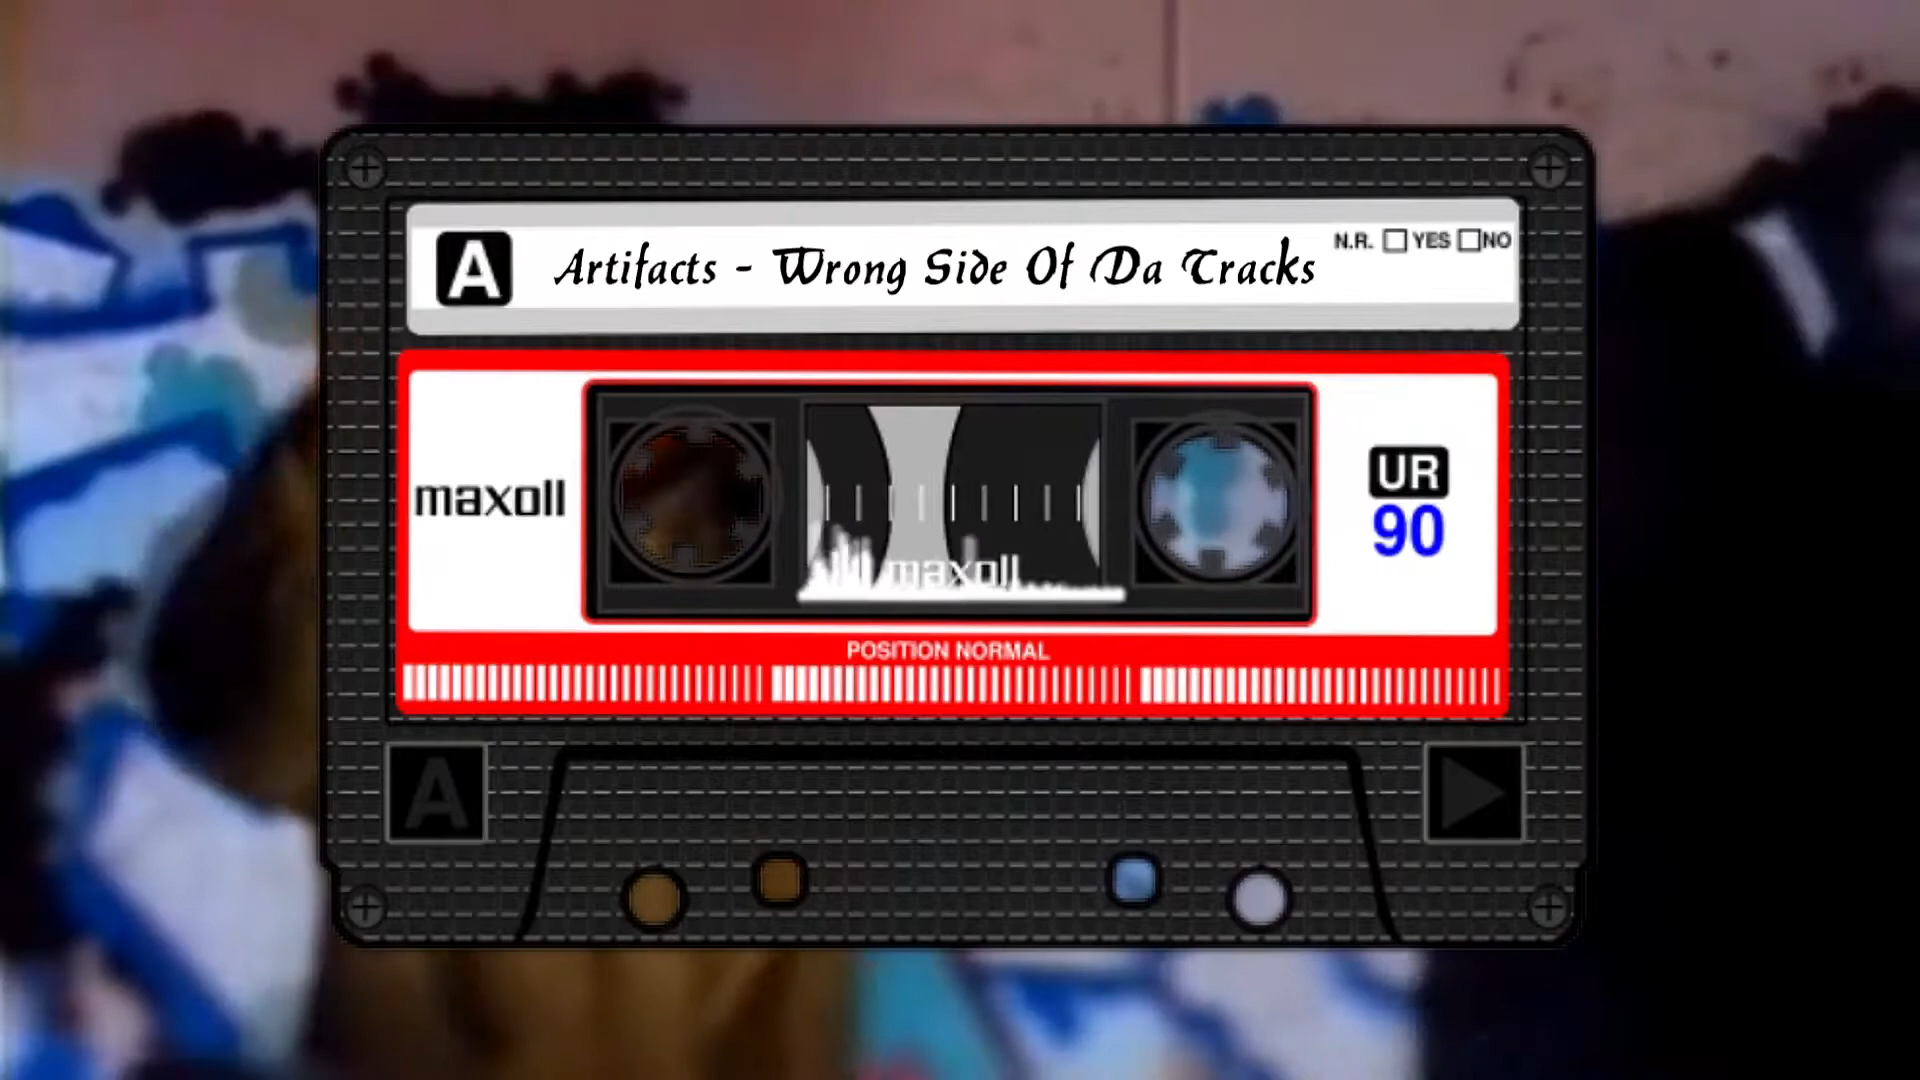 A Artifacts - Wrong Side Of Da Tracks N.R. YES NO
maxoll
UR
90
maxoll
POSITION NORMAL
A